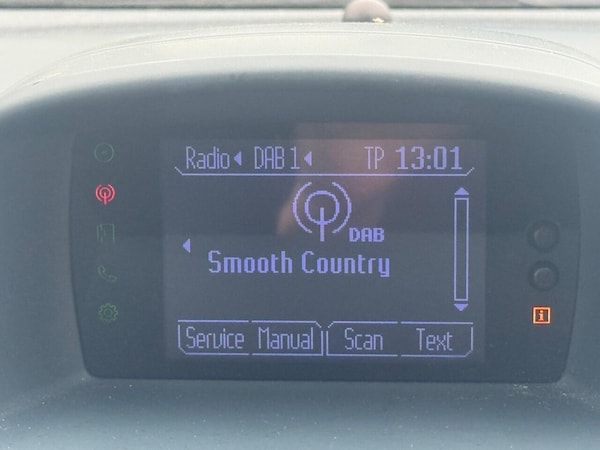 Radio DAB 1 TP 13:01
DAB
Smooth Country
Service Manual Scan Text
i